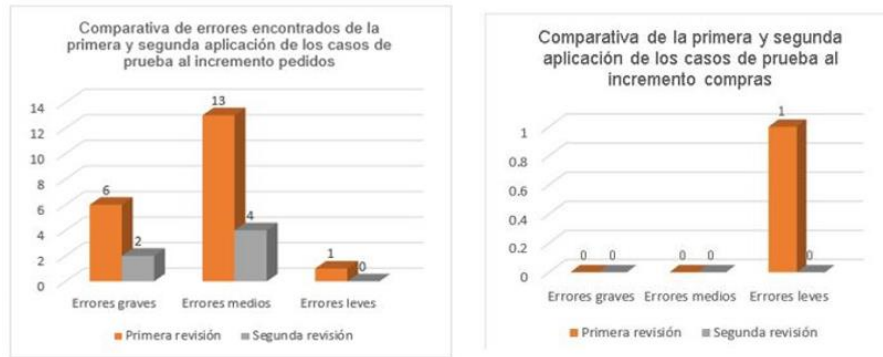 Comparativa de errores encontrados de la
primera y segunda aplicación de los casos de
prueba al incremento pedidos
14
12
10
8
6
4
2
0
6
2
13
4
1
0
Errores graves
Errores medios
Errores leves
Primera revisión
Segunda revisión
Comparativa de la primera y segunda
aplicación de los casos de prueba al
incremento compras
1
0.8
0.6
0.4
0.2
0
0
0
0
0
1
0
Errores graves
Errores medios
Errores leves
Primera revisión
Segunda revisión